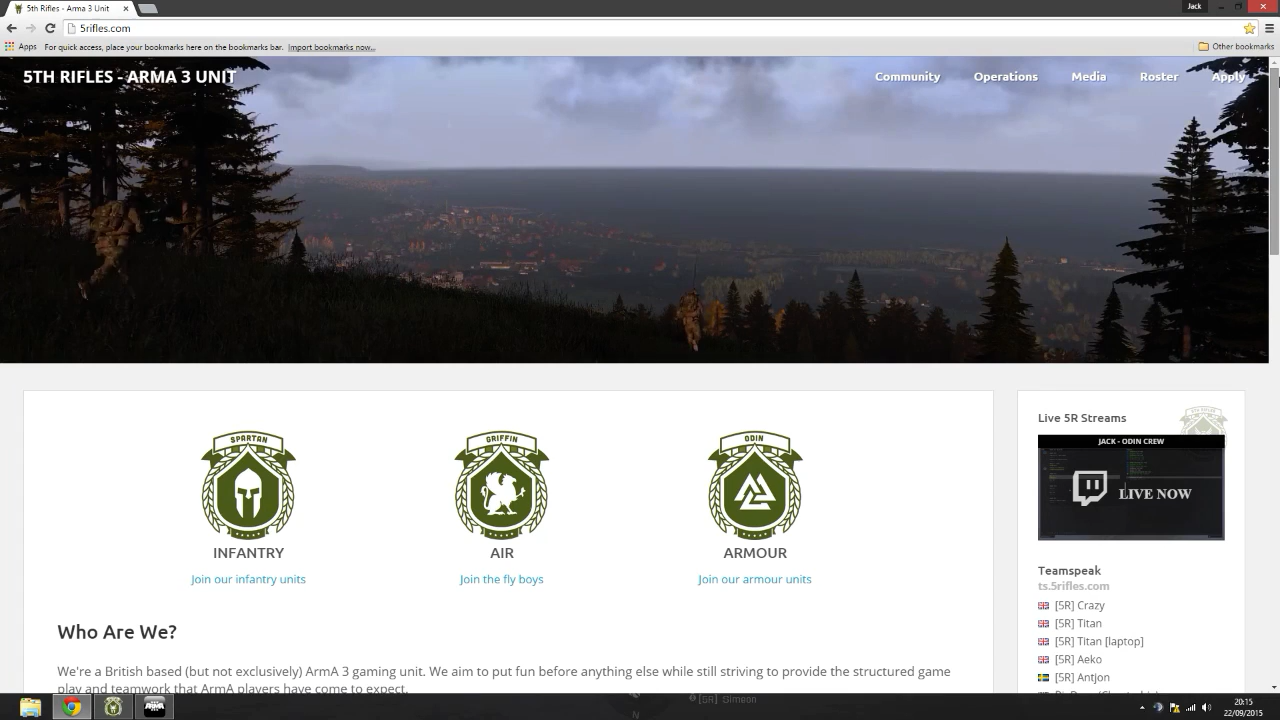 5th Rifles - Arma 3 Unit
Jack
5rifles.com
Apps For quick access, place your bookmarks here on the bookmarks bar. Import bookmarks now... Other bookmarks
5TH RIFLES - ARMA 3 UNIT
Community Operations Media Roster Apply
SPARTAN
GRIFFIN
ODIN
INFANTRY
AIR
ARMOUR
Join our infantry units
Join the fly boys
Join our armour units
Who Are We?
We're a British based (but not exclusively) ArmA 3 gaming unit. We aim to put fun before anything else while still striving to provide the structured game
play and teamwork that ArmA players have come to expect.
Live 5R Streams
JACK - ODIN CREW
LIVE NOW
Teamspeak
ts.5rifles.com
[5R] Crazy
[5R] Titan
[5R] Titan [laptop]
[5R] Aeko
[5R] Antjon
[5R] Simeon
N
20:15
22/09/2015